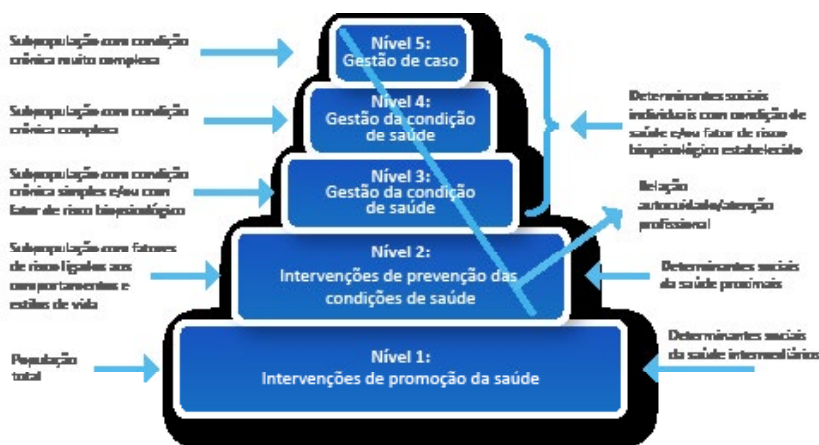 Subpopulação com condição
crônica muito complexa
Subpopulação com condição
crônica complexa
Subpopulação com condição
crônica simples e/ou com
fator de risco biopsicológico
Subpopulação com fatores
de risco ligados aos
comportamentos e
estilos de vida
População
total
Nível 5:
Gestão de caso
Nível 4:
Gestão da condição
de saúde
Nível 3:
Gestão da condição
de saúde
Nível 2:
Intervenções de prevenção das
condições de saúde
Nível 1:
Intervenções de promoção da saúde
Determinantes sociais
individuais com condição de
saúde e/ou fator de risco
biopsicológico estabelecido
Relação
autocuidado/atenção
profissional
Determinantes sociais
da saúde proximais
Determinantes sociais
da saúde intermediários